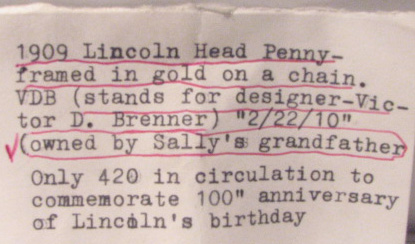 1909 Lincoln Head Penny-
framed in gold on a chain.
VDB (stands for designer-Vic-
tor D. Brenner) "2/22/10"
(owned by Sally's grandfather
Only 420 in circulation to
commemorate 100" anniversary
of Lincoln's birthday